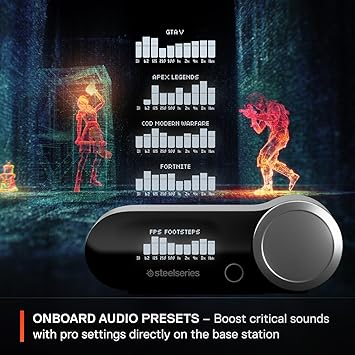 GTA V
APEX LEGENDS
COD MODERN WARFARE
FORTNITE
FPS FOOTSTEPS
steelseries
ONBOARD AUDIO PRESETS – Boost critical sounds
with pro settings directly on the base station